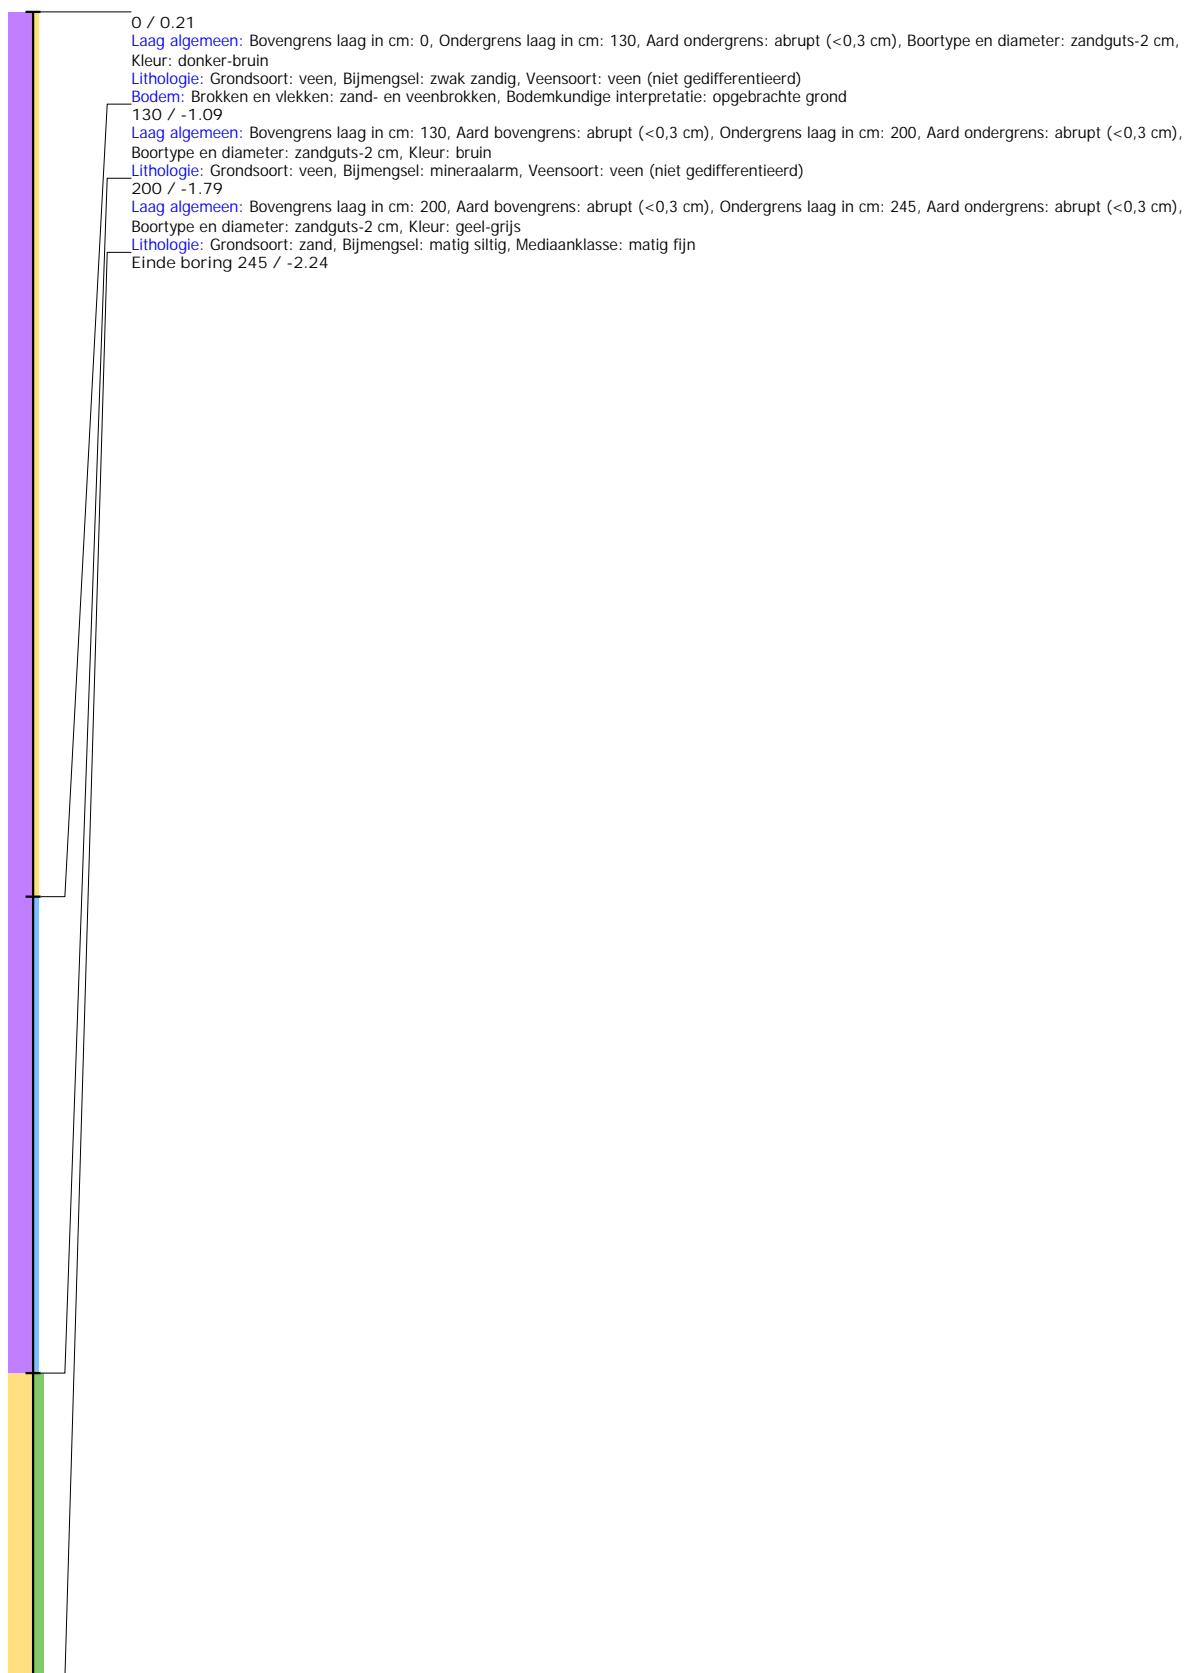 0 / 0.21
Laag algemeen: Bovengrens laag in cm: 0, Ondergrens laag in cm: 130, Aard ondergrens: abrupt (<0,3 cm), Boortype en diameter: zandguts-2 cm,
Kleur: donker-bruin
Lithologie: Grondsoort: veen, Bijmengsel: zwak zandig, Veensoort: veen (niet gedifferentieerd)
Bodem: Brokken en vlekken: zand- en veenbrokken, Bodemkundige interpretatie: opgebrachte grond
130 / -1.09
Laag algemeen: Bovengrens laag in cm: 130, Aard bovengrens: abrupt (<0,3 cm), Ondergrens laag in cm: 200, Aard ondergrens: abrupt (<0,3 cm),
Boortype en diameter: zandguts-2 cm, Kleur: bruin
Lithologie: Grondsoort: veen, Bijmengsel: mineraalarm, Veensoort: veen (niet gedifferentieerd)
200 / -1.79
Laag algemeen: Bovengrens laag in cm: 200, Aard bovengrens: abrupt (<0,3 cm), Ondergrens laag in cm: 245, Aard ondergrens: abrupt (<0,3 cm),
Boortype en diameter: zandguts-2 cm, Kleur: geel-grijs
Lithologie: Grondsoort: zand, Bijmengsel: matig siltig, Mediaanklasse: matig fijn
Einde boring 245 / -2.24